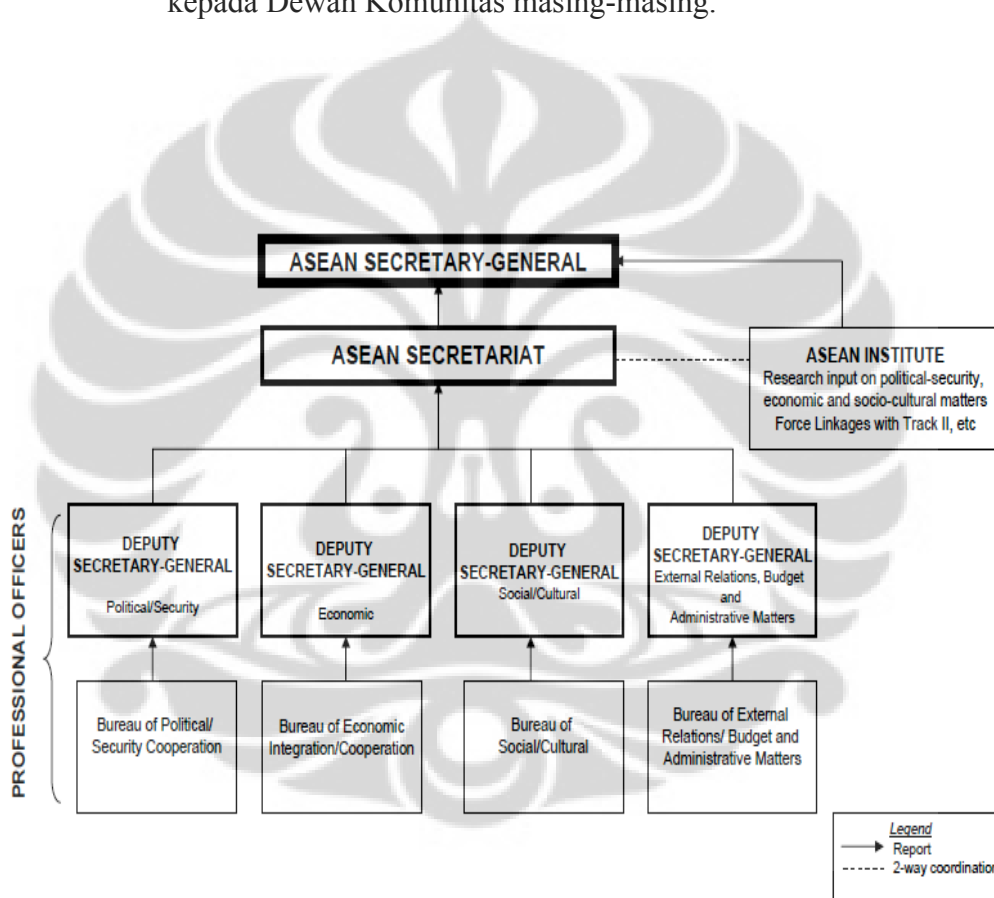 kepada Dewan Komunitas masing-masing.
ASEAN SECRETARY-GENERAL
ASEAN SECRETARIAT
ASEAN INSTITUTE
Research input on political-security,
economic and socio-cultural matters
Force Linkages with Track II, etc
PROFESSIONAL OFFICERS
DEPUTY
SECRETARY-GENERAL
Political/Security
DEPUTY
SECRETARY-GENERAL
Economic
DEPUTY
SECRETARY-GENERAL
Social/Cultural
DEPUTY
SECRETARY-GENERAL
External Relations, Budget
and
Administrative Matters
Bureau of Political/
Security Cooperation
Bureau of Economic
Integration/Cooperation
Bureau of
Social/Cultural
Bureau of External
Relations/ Budget and
Administrative Matters
Legend
Report
2-way coordination